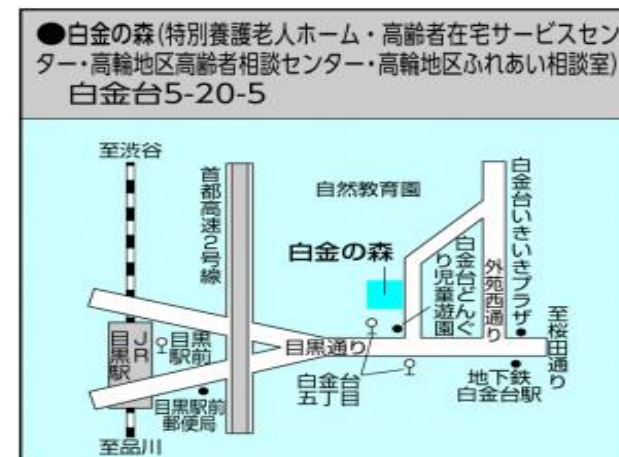 ●白金の森(特別養護老人ホーム・高齢者在宅サービスセン
ター・高輪地区高齢者相談センター・高輪地区ふれあい相談室)
白金台5-20-5
至渋谷
首都高速2号線
自然教育園
白金の森
白金台どんぐ
り児童遊園
外苑西通り
白金台いきいきプラザ
至桜田通り
JR
目黒駅
目黒
駅前
目黒通り
白金台
五丁目
地下鉄
白金台駅
目黒駅前
郵便局
至品川